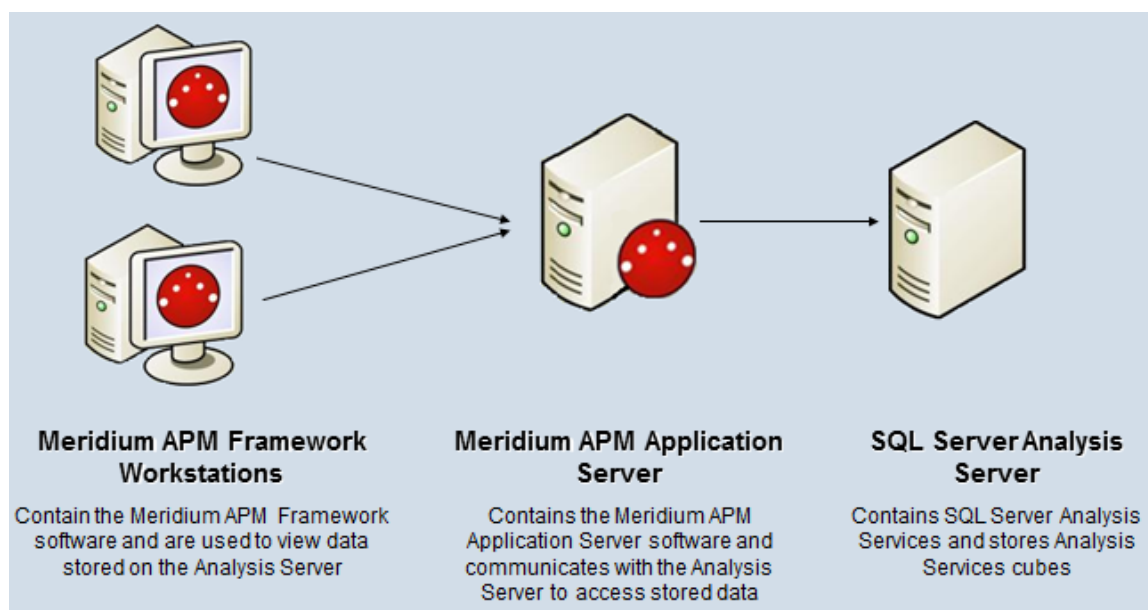 Meridium APM Framework
Workstations
Contain the Meridium APM Framework
software and are used to view data
stored on the Analysis Server
Meridium APM Application
Server
Contains the Meridium APM
Application Server software and
communicates with the Analysis
Server to access stored data
SQL Server Analysis
Server
Contains SQL Server Analysis
Services and stores Analysis
Services cubes